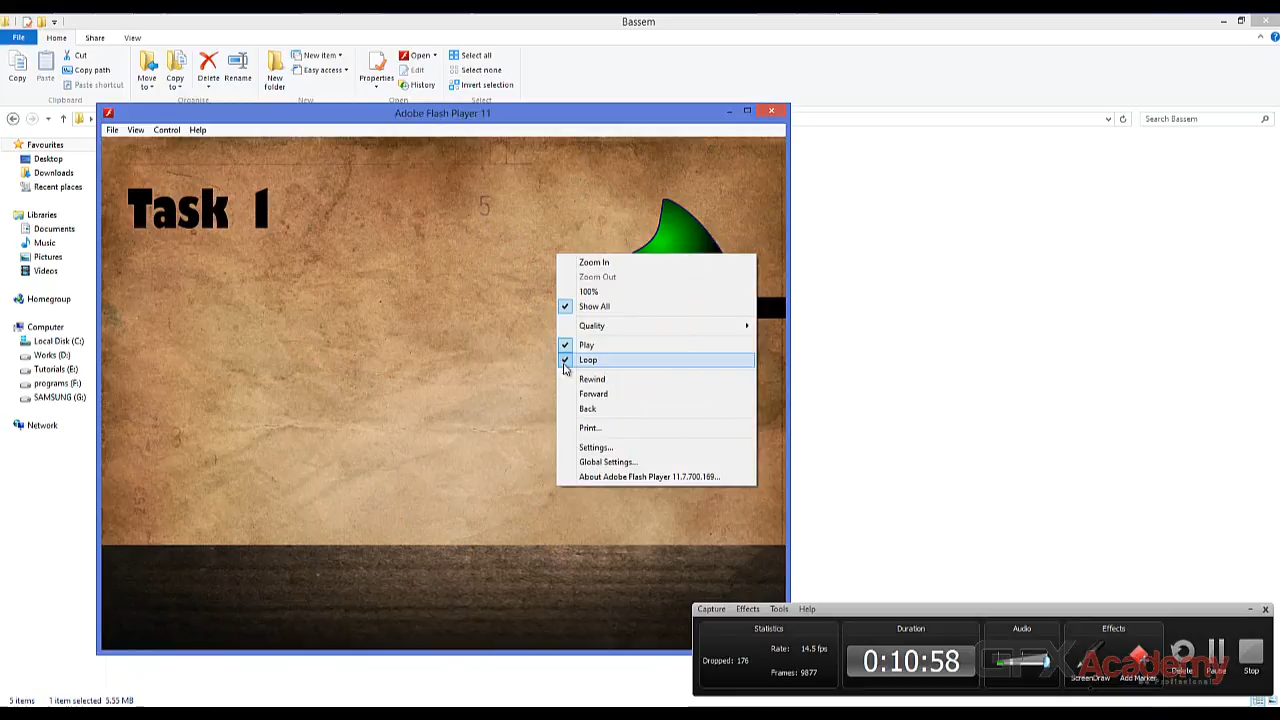 Bassem
File Home Share View
Cut
Copy path
Paste shortcut
Copy Paste
Clipboard
Move to Copy to Delete Rename
Organise
New folder
New item
Easy access
New
Properties
Open
Edit
History
Open
Select all
Select none
Invert selection
Select
Search Bassem
Adobe Flash Player 11
File View Control Help
Favourites
Desktop
Downloads
Recent places
Libraries
Documents
Music
Pictures
Videos
Homegroup
Computer
Local Disk (C:)
Works (D:)
Tutorials (E:)
programs (F:)
SAMSUNG (G:)
Network
Task 1
5
Zoom In
Zoom Out
100%
Show All
Quality
Play
Loop
Rewind
Forward
Back
Print...
Settings...
Global Settings...
About Adobe Flash Player 11.7.700.169...
Capture Effects Tools Help
Statistics
Dropped: 176
Rate: 14.5 fps
Frames: 9877
Duration
0:10:58
Audio
Effects
ScreenDraw Add Marker
Delete Pause Stop
GFXAcademy
5 items 1 item selected 5.55 MB